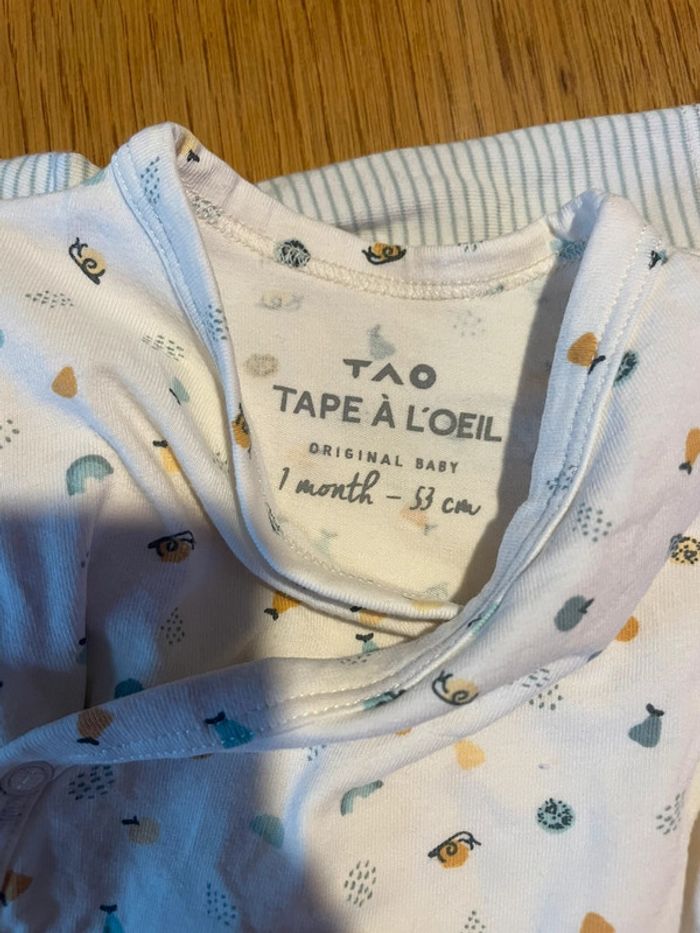 TAO
TAPE À L'OEIL
ORIGINAL BABY
1 month - 53 cm